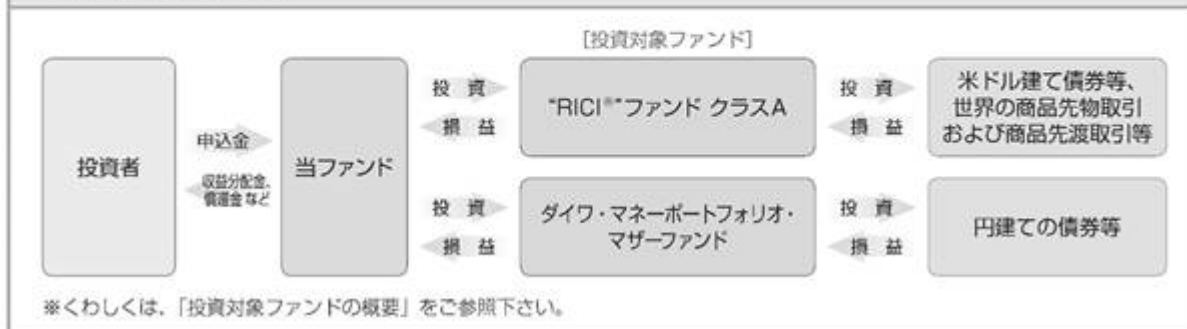 [投資対象ファンド]
投資者
申込金
収益分配金、
償還金 など
当ファンド
投 資
損 益
"RICI®"ファンド クラスA
投 資
損 益
米ドル建て債券等、
世界の商品先物取引
および商品先渡取引等
投 資
損 益
ダイワ・マネーポートフォリオ・
マザーファンド
投 資
損 益
円建ての債券等
※くわしくは、「投資対象ファンドの概要」をご参照下さい。